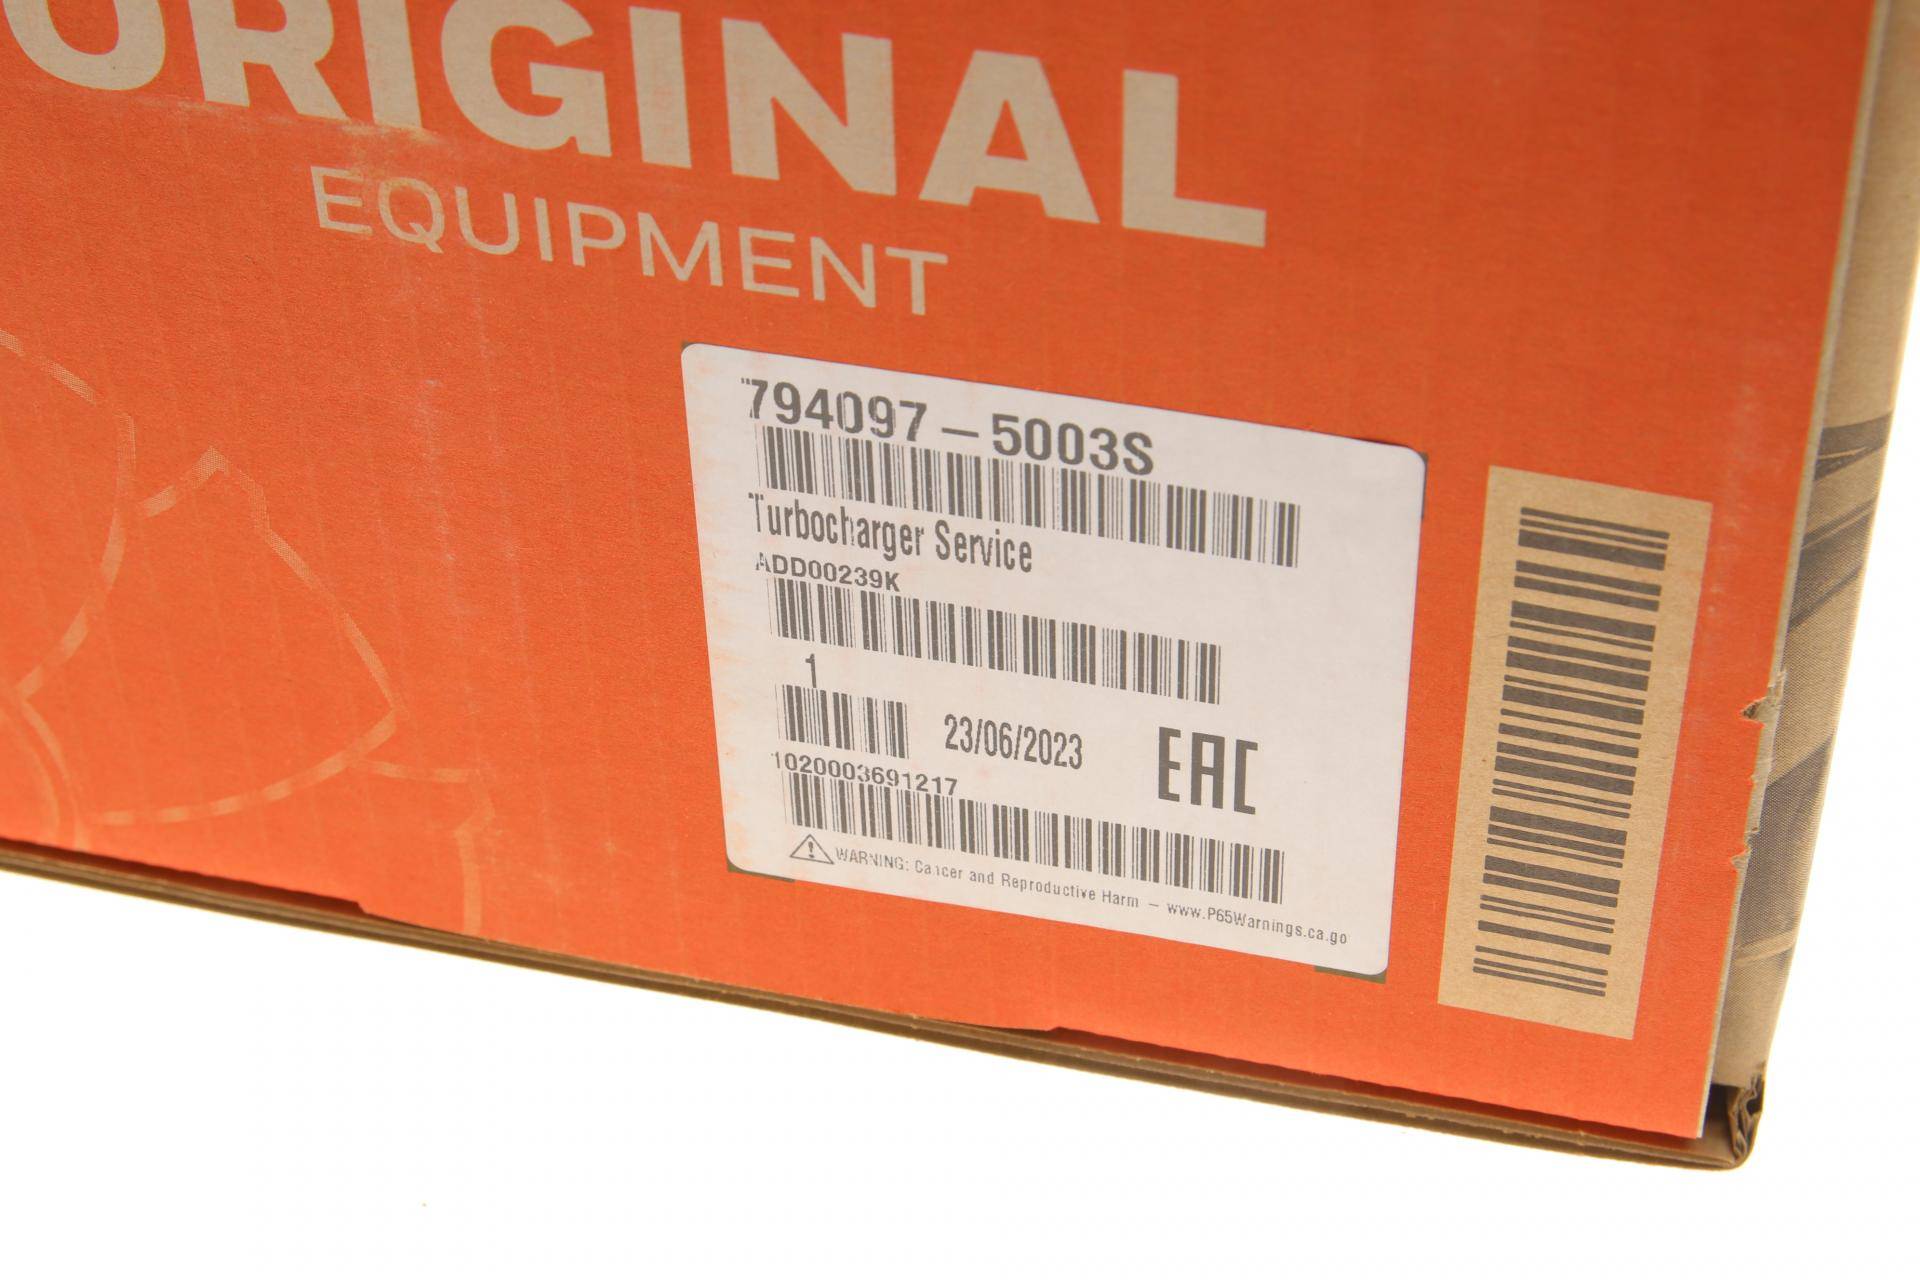 ORIGINAL
EQUIPMENT
794097-5003S
Turbocharger Service
ADD00239K
1
23/06/2023
EAC
1020003691217
WARNING: Cancer and Reproductive Harm - www.P65Warnings.ca.go